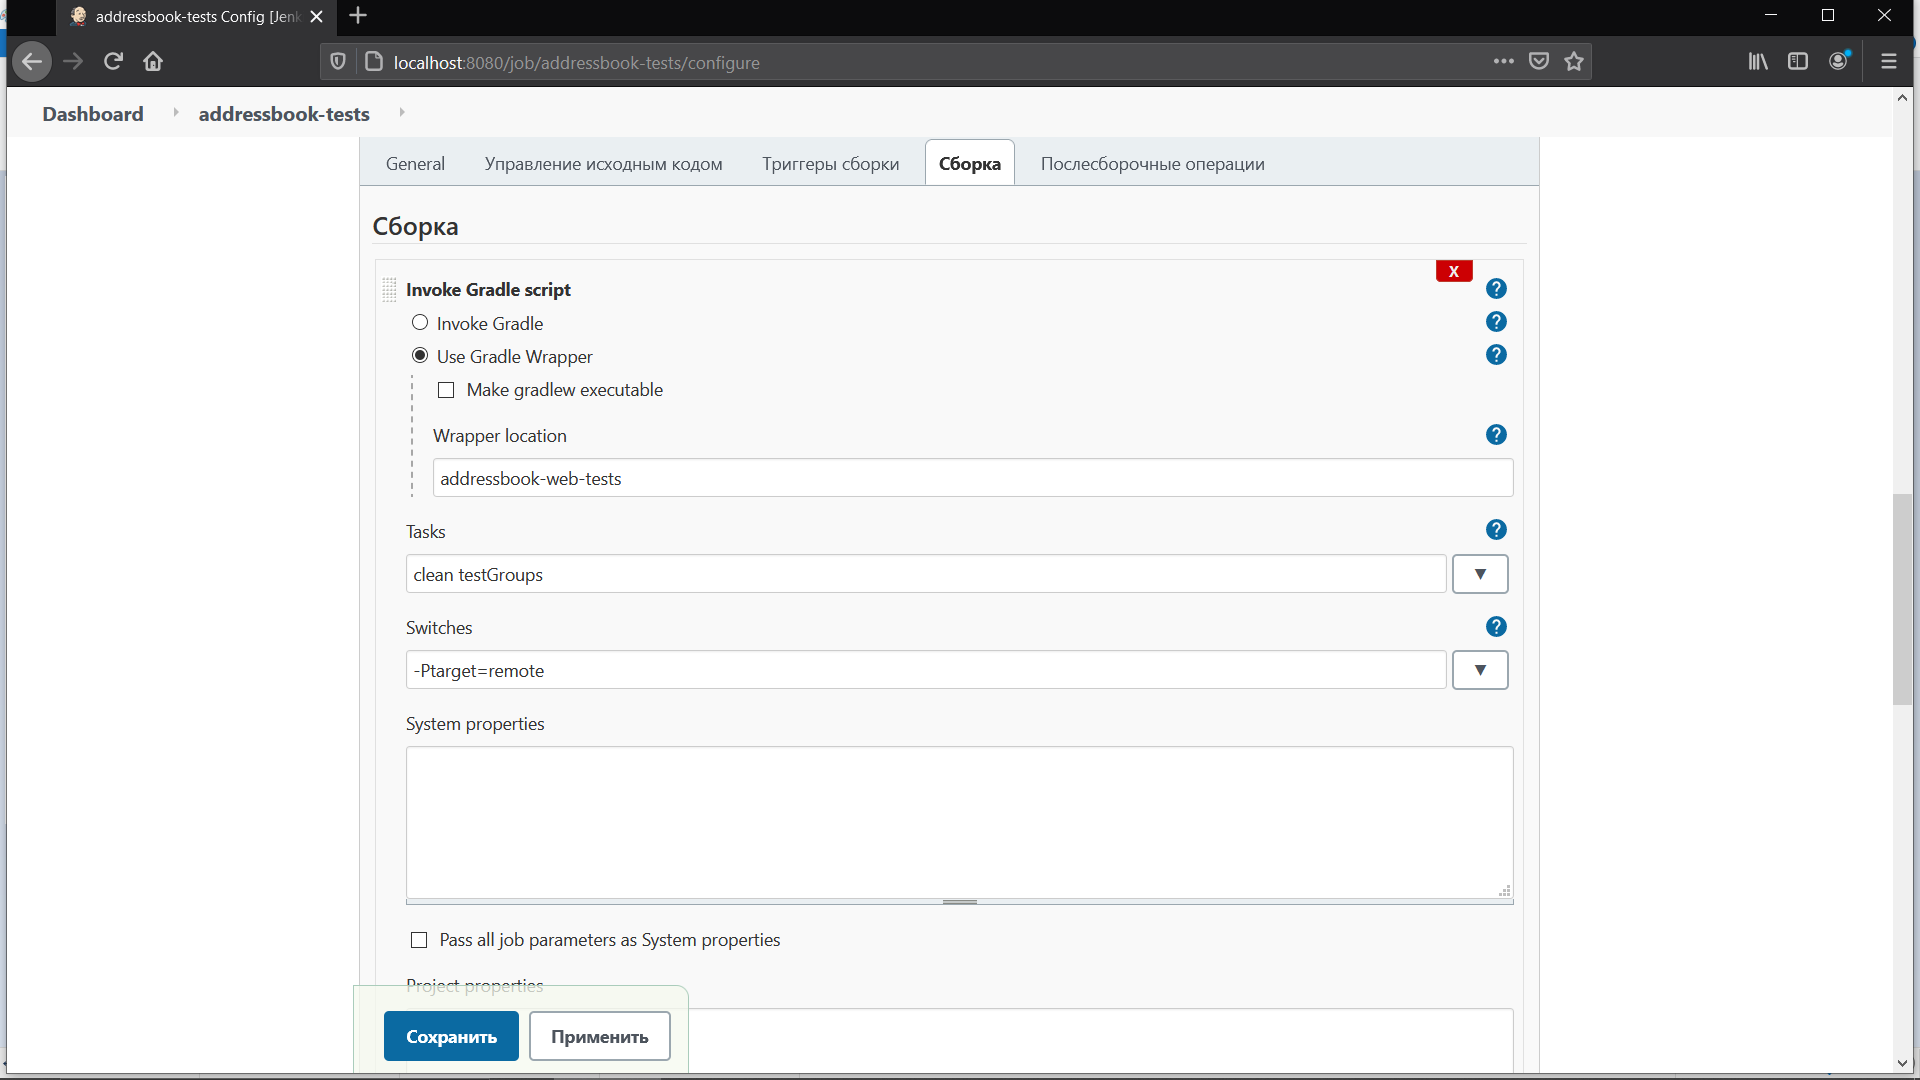 addressbook-tests Config [Jenk
localhost:8080/job/addressbook-tests/configure
Dashboard
addressbook-tests
General
Управление исходным кодом
Триггеры сборки
Сборка
Послесборочные операции
Сборка
X
Invoke Gradle script
?
Invoke Gradle
?
Use Gradle Wrapper
?
Make gradlew executable
Wrapper location
?
addressbook-web-tests
Tasks
?
clean testGroups
▼
Switches
?
-Ptarget=remote
▼
System properties
Pass all job parameters as System properties
Project properties
Сохранить
Применить